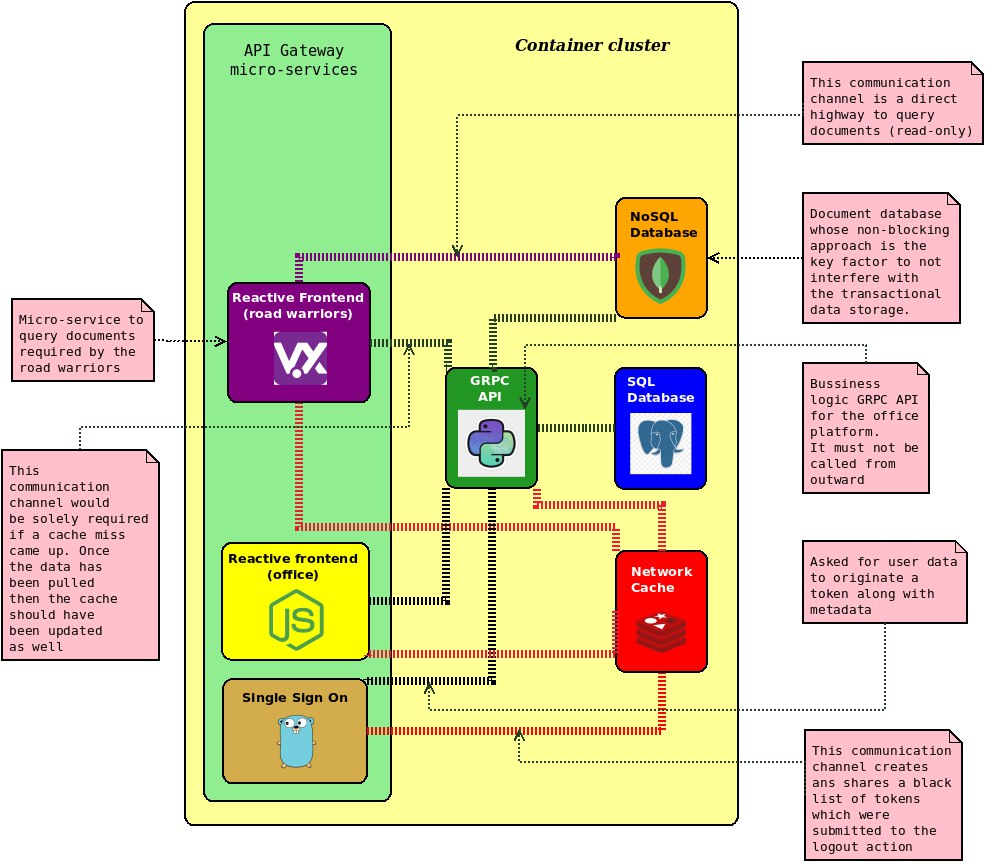 API Gateway
micro-services
Container cluster
This communication
channel is a direct
highway to query
documents (read-only)
NoSQL
Database
Document database
whose non-blocking
approach is the
key factor to not
interfere with
the transactional
data storage.
Reactive Frontend
(road warriors)
VX
Micro-service to
query documents
required by the
road warriors
GRPC
API
SQL
Database
Bussiness
logic GRPC API
for the office
platform.
It must not be
called from
outward
This
communication
channel would
be solely required
if a cache miss
came up. Once
the data has
been pulled
then the cache
should have
been updated
as well
Reactive frontend
(office)
JS
Network
Cache
Asked for user data
to originate a
token along with
metadata
Single Sign On
This communication
channel creates
ans shares a black
list of tokens
which were
submitted to the
logout action